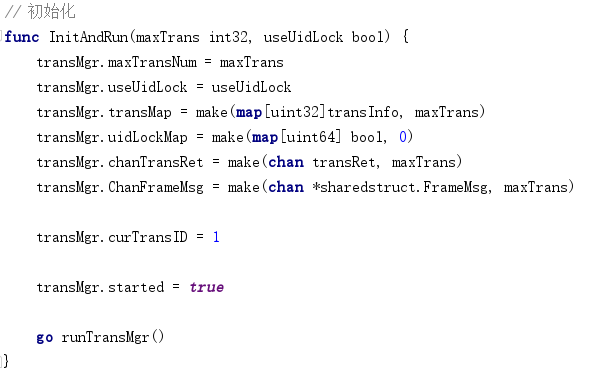 // 初始化
func InitAndRun(maxTrans int32, useUidLock bool) {
    transMgr.maxTransNum = maxTrans
    transMgr.useUidLock = useUidLock
    transMgr.transMap = make(map[uint32]transInfo, maxTrans)
    transMgr.uidLockMap = make(map[uint64] bool, 0)
    transMgr.chanTransRet = make(chan transRet, maxTrans)
    transMgr.ChanFrameMsg = make(chan *sharedstruct.FrameMsg, maxTrans)
    transMgr.curTransID = 1
    transMgr.started = true
    go runTransMgr()
}